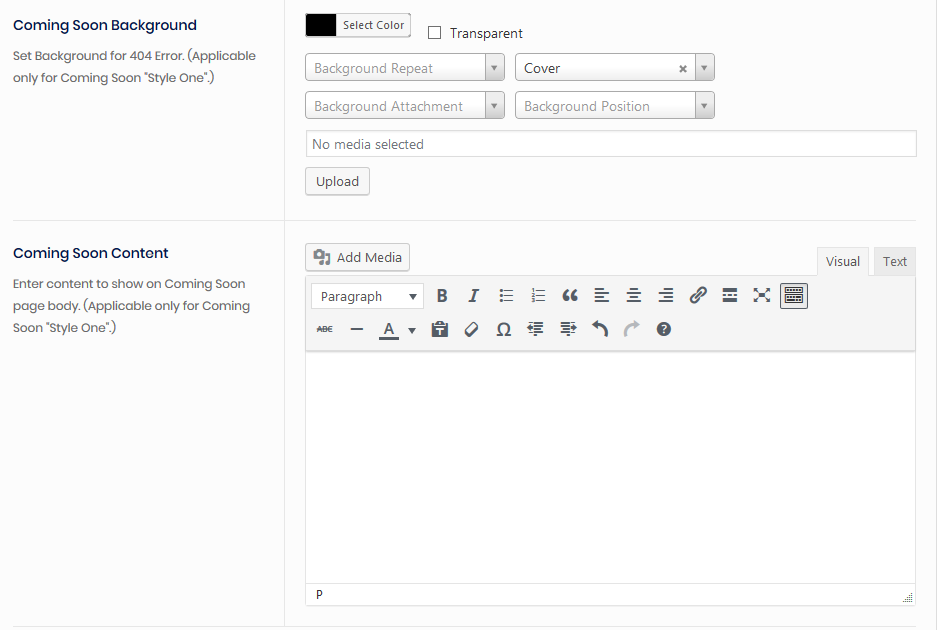 Coming Soon Background
Set Background for 404 Error. (Applicable
only for Coming Soon "Style One".)
Select Color
Transparent
Background Repeat
Cover ×
Background Attachment
Background Position
No media selected
Upload
Coming Soon Content
Enter content to show on Coming Soon
page body. (Applicable only for Coming
Soon "Style One".)
Add Media
Visual
Text
Paragraph
B I
ABC A Ω ?
P